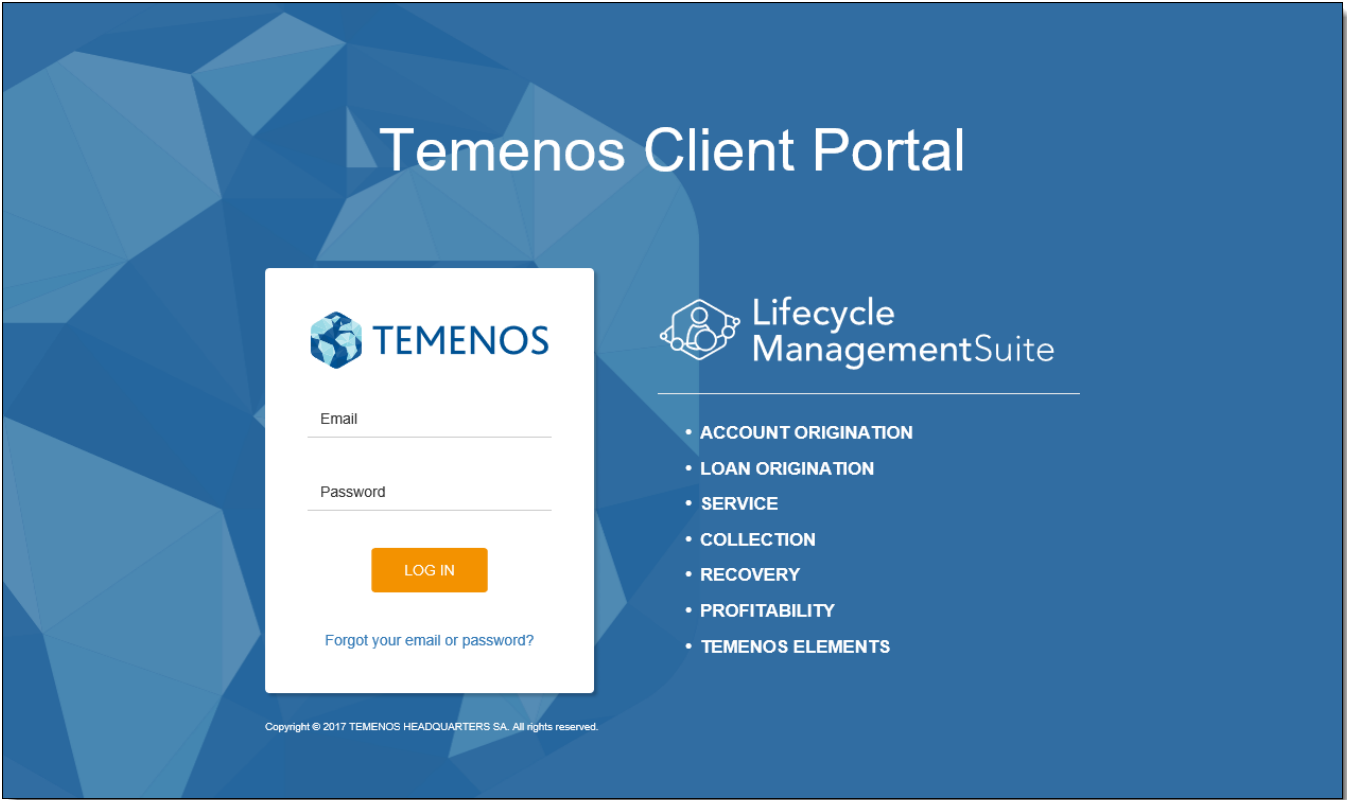 Temenos Client Portal
TEMENOS
Email
Password
LOG IN
Forgot your email or password?
Lifecycle
ManagementSuite
• ACCOUNT ORIGINATION
• LOAN ORIGINATION
• SERVICE
• COLLECTION
• RECOVERY
• PROFITABILITY
• TEMENOS ELEMENTS
Copyright © 2017 TEMENOS HEADQUARTERS SA. All rights reserved.